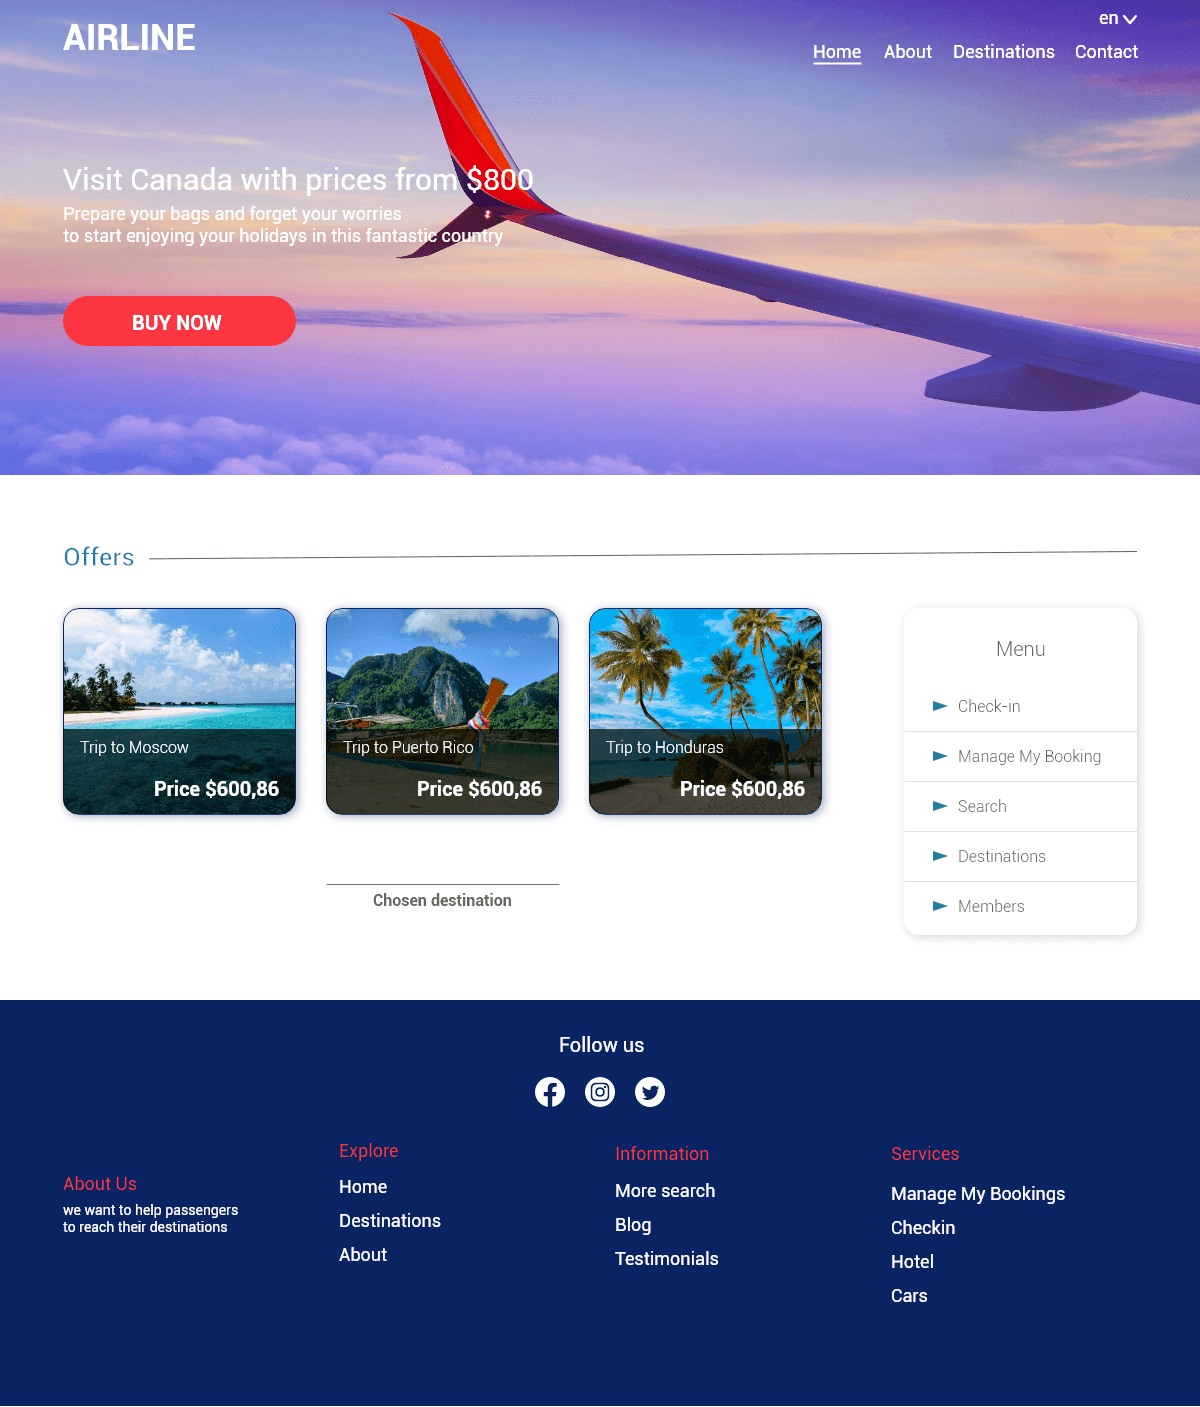 AIRLINE
en
Home About Destinations Contact
Visit Canada with prices from $800
Prepare your bags and forget your worries
to start enjoying your holidays in this fantastic country
BUY NOW
Offers
Trip to Moscow
Price $600,86
Trip to Puerto Rico
Price $600,86
Trip to Honduras
Price $600,86
Chosen destination
Menu
Check-in
Manage My Booking
Search
Destinations
Members
Follow us
About Us
we want to help passengers
to reach their destinations
Explore
Home
Destinations
About
Information
More search
Blog
Testimonials
Services
Manage My Bookings
Checkin
Hotel
Cars